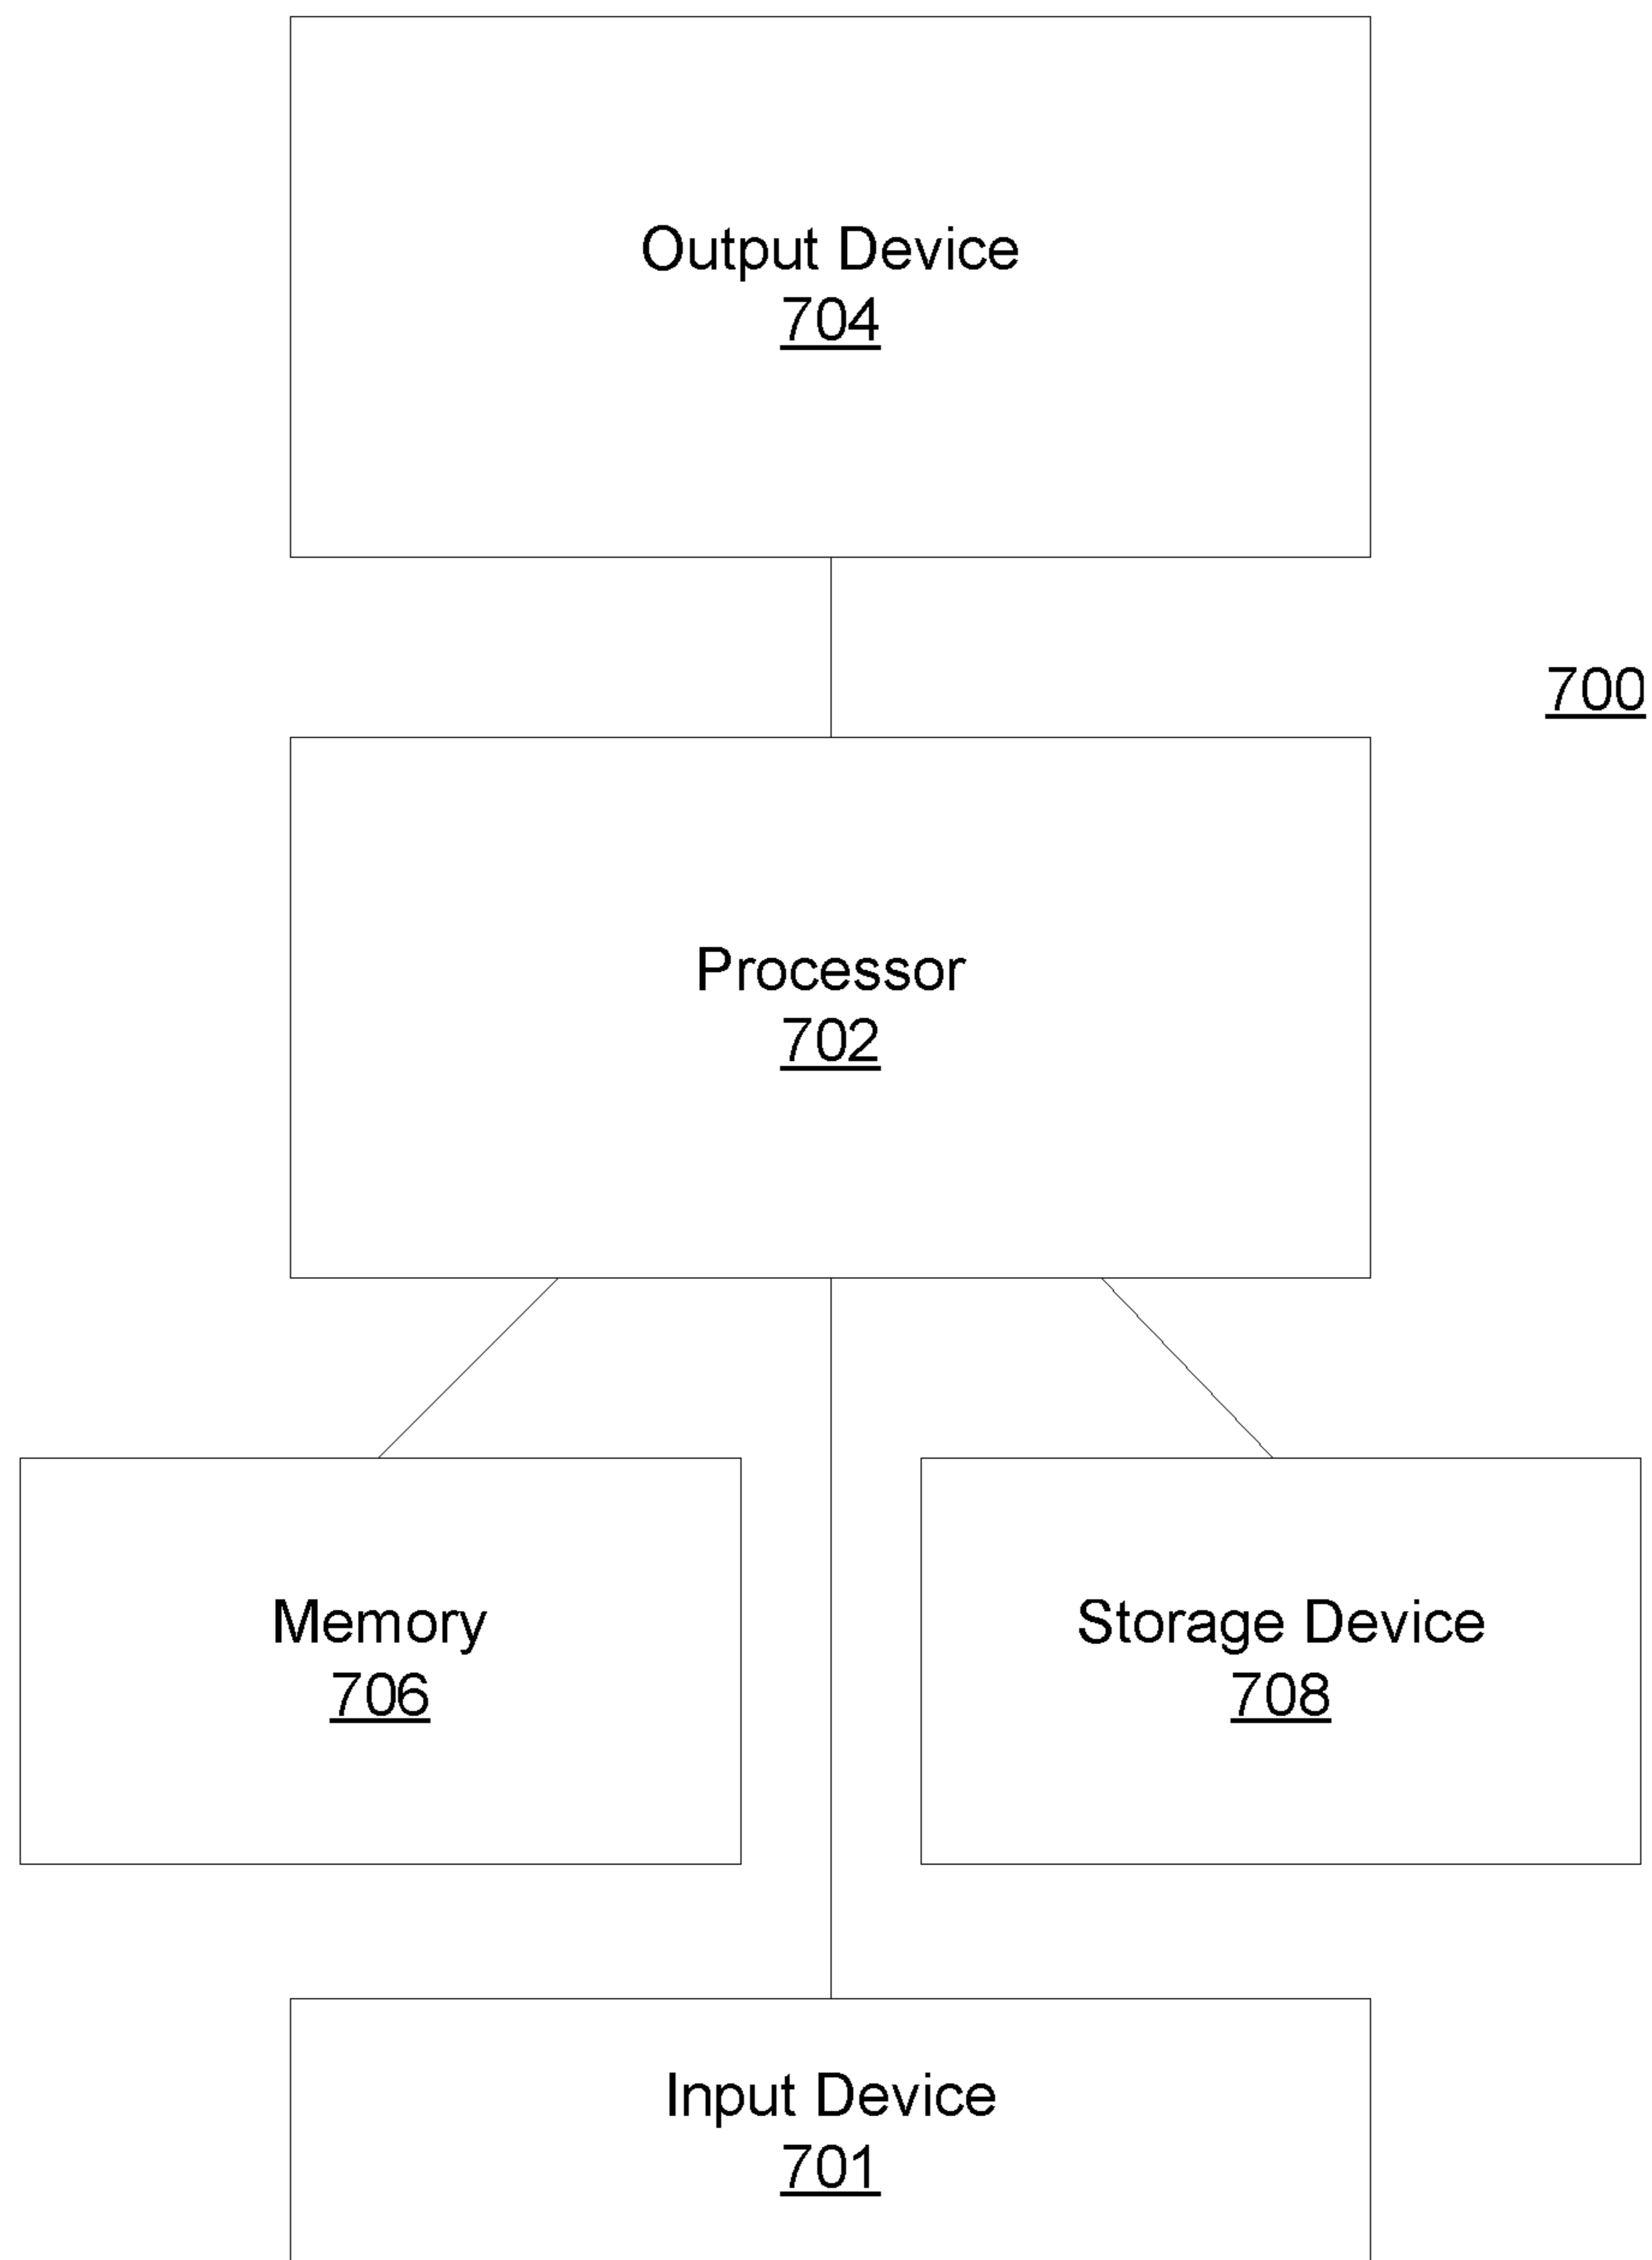 Output Device
704
700
Processor
702
Memory
706
Storage Device
708
Input Device
701